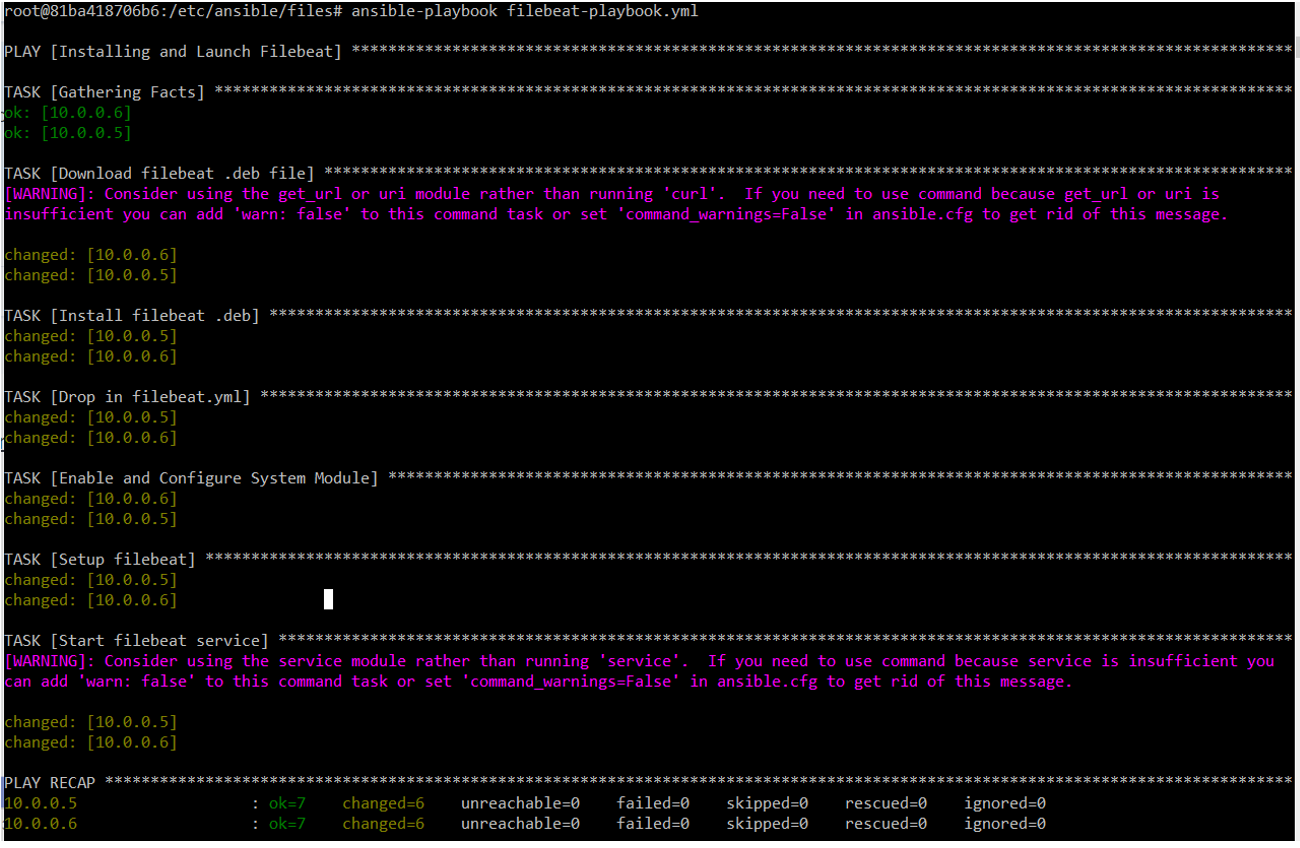 root@81ba418706b6:/etc/ansible/files# ansible-playbook filebeat-playbook.yml
PLAY [Installing and Launch Filebeat] *******************************************************************************************************
TASK [Gathering Facts] *********************************************************************************************************************
ok: [10.0.0.6]
ok: [10.0.0.5]
TASK [Download filebeat .deb file] *********************************************************************************************************
[WARNING]: Consider using the get_url or uri module rather than running 'curl'.  If you need to use command because get_url or uri is
insufficient you can add 'warn: false' to this command task or set 'command_warnings=False' in ansible.cfg to get rid of this message.
changed: [10.0.0.6]
changed: [10.0.0.5]
TASK [Install filebeat .deb] ***************************************************************************************************************
changed: [10.0.0.5]
changed: [10.0.0.6]
TASK [Drop in filebeat.yml] ****************************************************************************************************************
changed: [10.0.0.5]
changed: [10.0.0.6]
TASK [Enable and Configure System Module] **************************************************************************************************
changed: [10.0.0.6]
changed: [10.0.0.5]
TASK [Setup filebeat] **********************************************************************************************************************
changed: [10.0.0.5]
changed: [10.0.0.6]
TASK [Start filebeat service] **************************************************************************************************************
[WARNING]: Consider using the service module rather than running 'service'.  If you need to use command because service is insufficient you
can add 'warn: false' to this command task or set 'command_warnings=False' in ansible.cfg to get rid of this message.
changed: [10.0.0.5]
changed: [10.0.0.6]
PLAY RECAP *********************************************************************************************************************************
10.0.0.5                   : ok=7    changed=6    unreachable=0    failed=0    skipped=0    rescued=0    ignored=0
10.0.0.6                   : ok=7    changed=6    unreachable=0    failed=0    skipped=0    rescued=0    ignored=0